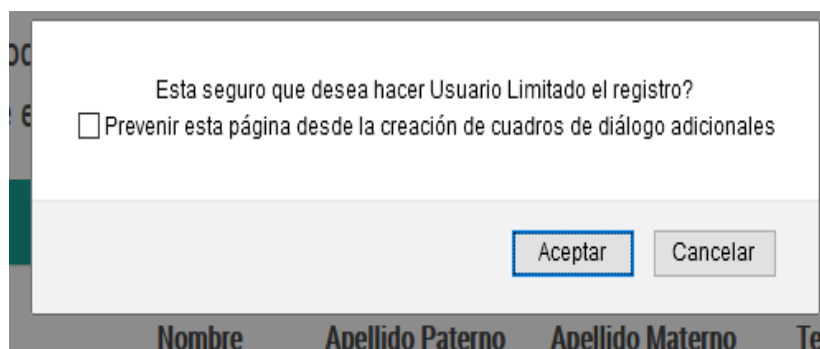 Esta seguro que desea hacer Usuario Limitado el registro?
Prevenir esta página desde la creación de cuadros de diálogo adicionales
Aceptar Cancelar
Nombre Apellido Paterno Apellido Materno